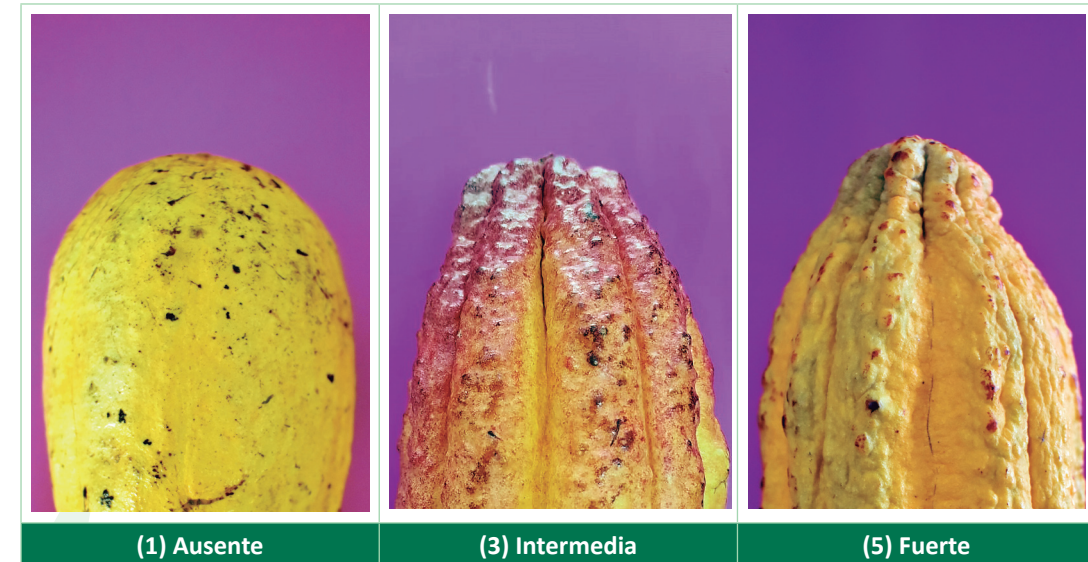 (1) Ausente
(3) Intermedia
(5) Fuerte